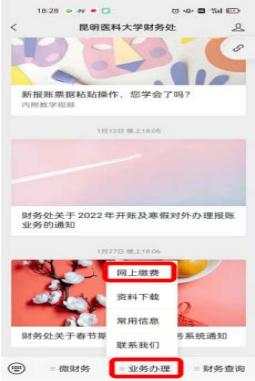 18:28
昆明医科大学财务处
新报账票据粘贴操作，您学会了吗？
内附教学视频
1月12日 晚上18:05
财务处关于 2022 年开账及寒假对外办理报账
业务的通知
1月27日 晚上18:06
网上缴费
资料下载
常用信息
联系我们
财务处关于春节期
务系统通知
微财务
业务办理
财务查询